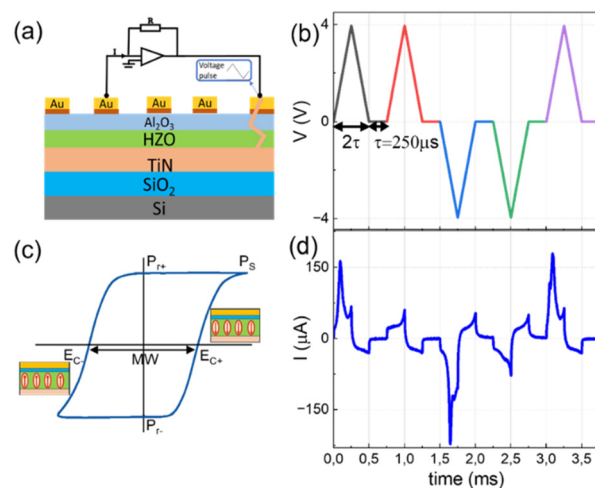 (a)
R
I
Voltage
pulse
Au Au Au Au Au
Al₂O₃
HZO
TiN
SiO₂
Si
(b)
V (V)
4
0
-4
2τ
τ=250μs
(c)
P_r+
P_S
E_C-
MW
E_C+
P_r-
(d)
I (μA)
150
0
-150
0,0 0,5 1,0 1,5 2,0 2,5 3,0 3,5
time (ms)